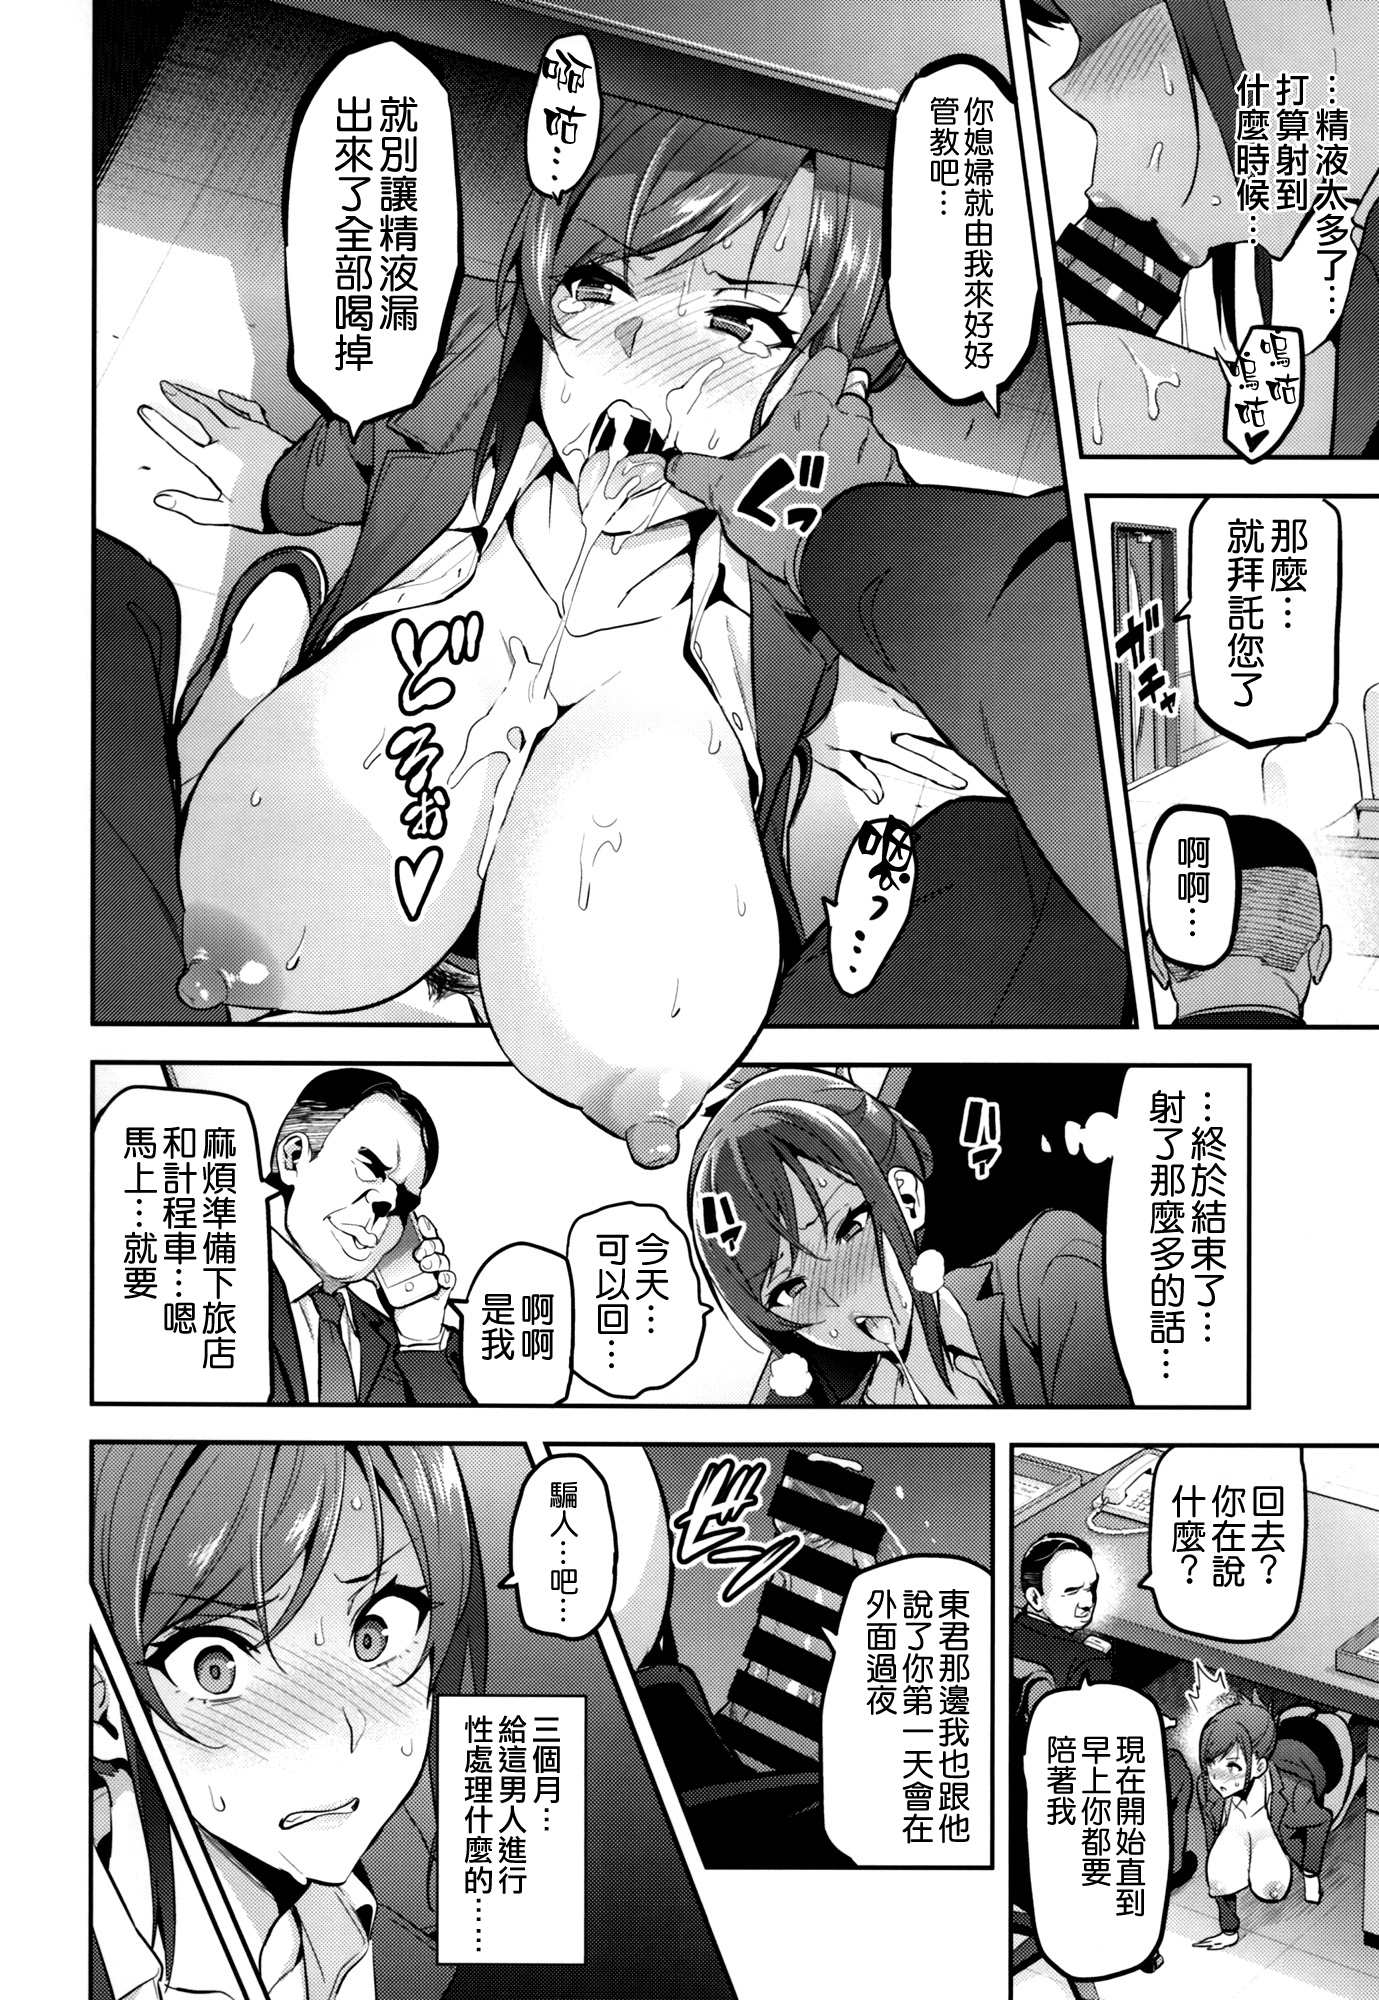 …精液太多了…
打算射到
什麼時候…
嗚咕
嗚咕♥
那麼…
就拜託您了
ガチャ
啊啊…
你媳婦就由我來好好
管教吧…
啊咕…
就別讓精液漏
出來了全部喝掉
ぐっ
どろぉ♥
…終於結束了…
射了那麼多的話…
ハァ
ハァ
今天…
可以回…
啊啊
是我
麻煩準備下旅店
和計程車…嗯
馬上…就要
回去？
你在說
什麼？
現在開始直到
早上你都要
陪著我
東君那邊我也跟他
說了你第一天會在
外面過夜
騙人…吧…
三個月…
給這男人進行
性處理什麼的……